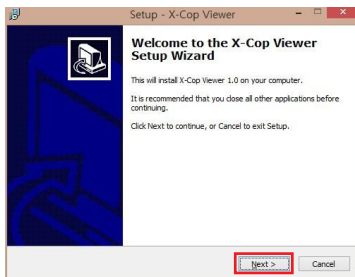 Setup - X-Cop Viewer
Welcome to the X-Cop Viewer
Setup Wizard
This will install X-Cop Viewer 1.0 on your computer.
It is recommended that you close all other applications before
continuing.
Click Next to continue, or Cancel to exit Setup.
Next >
Cancel